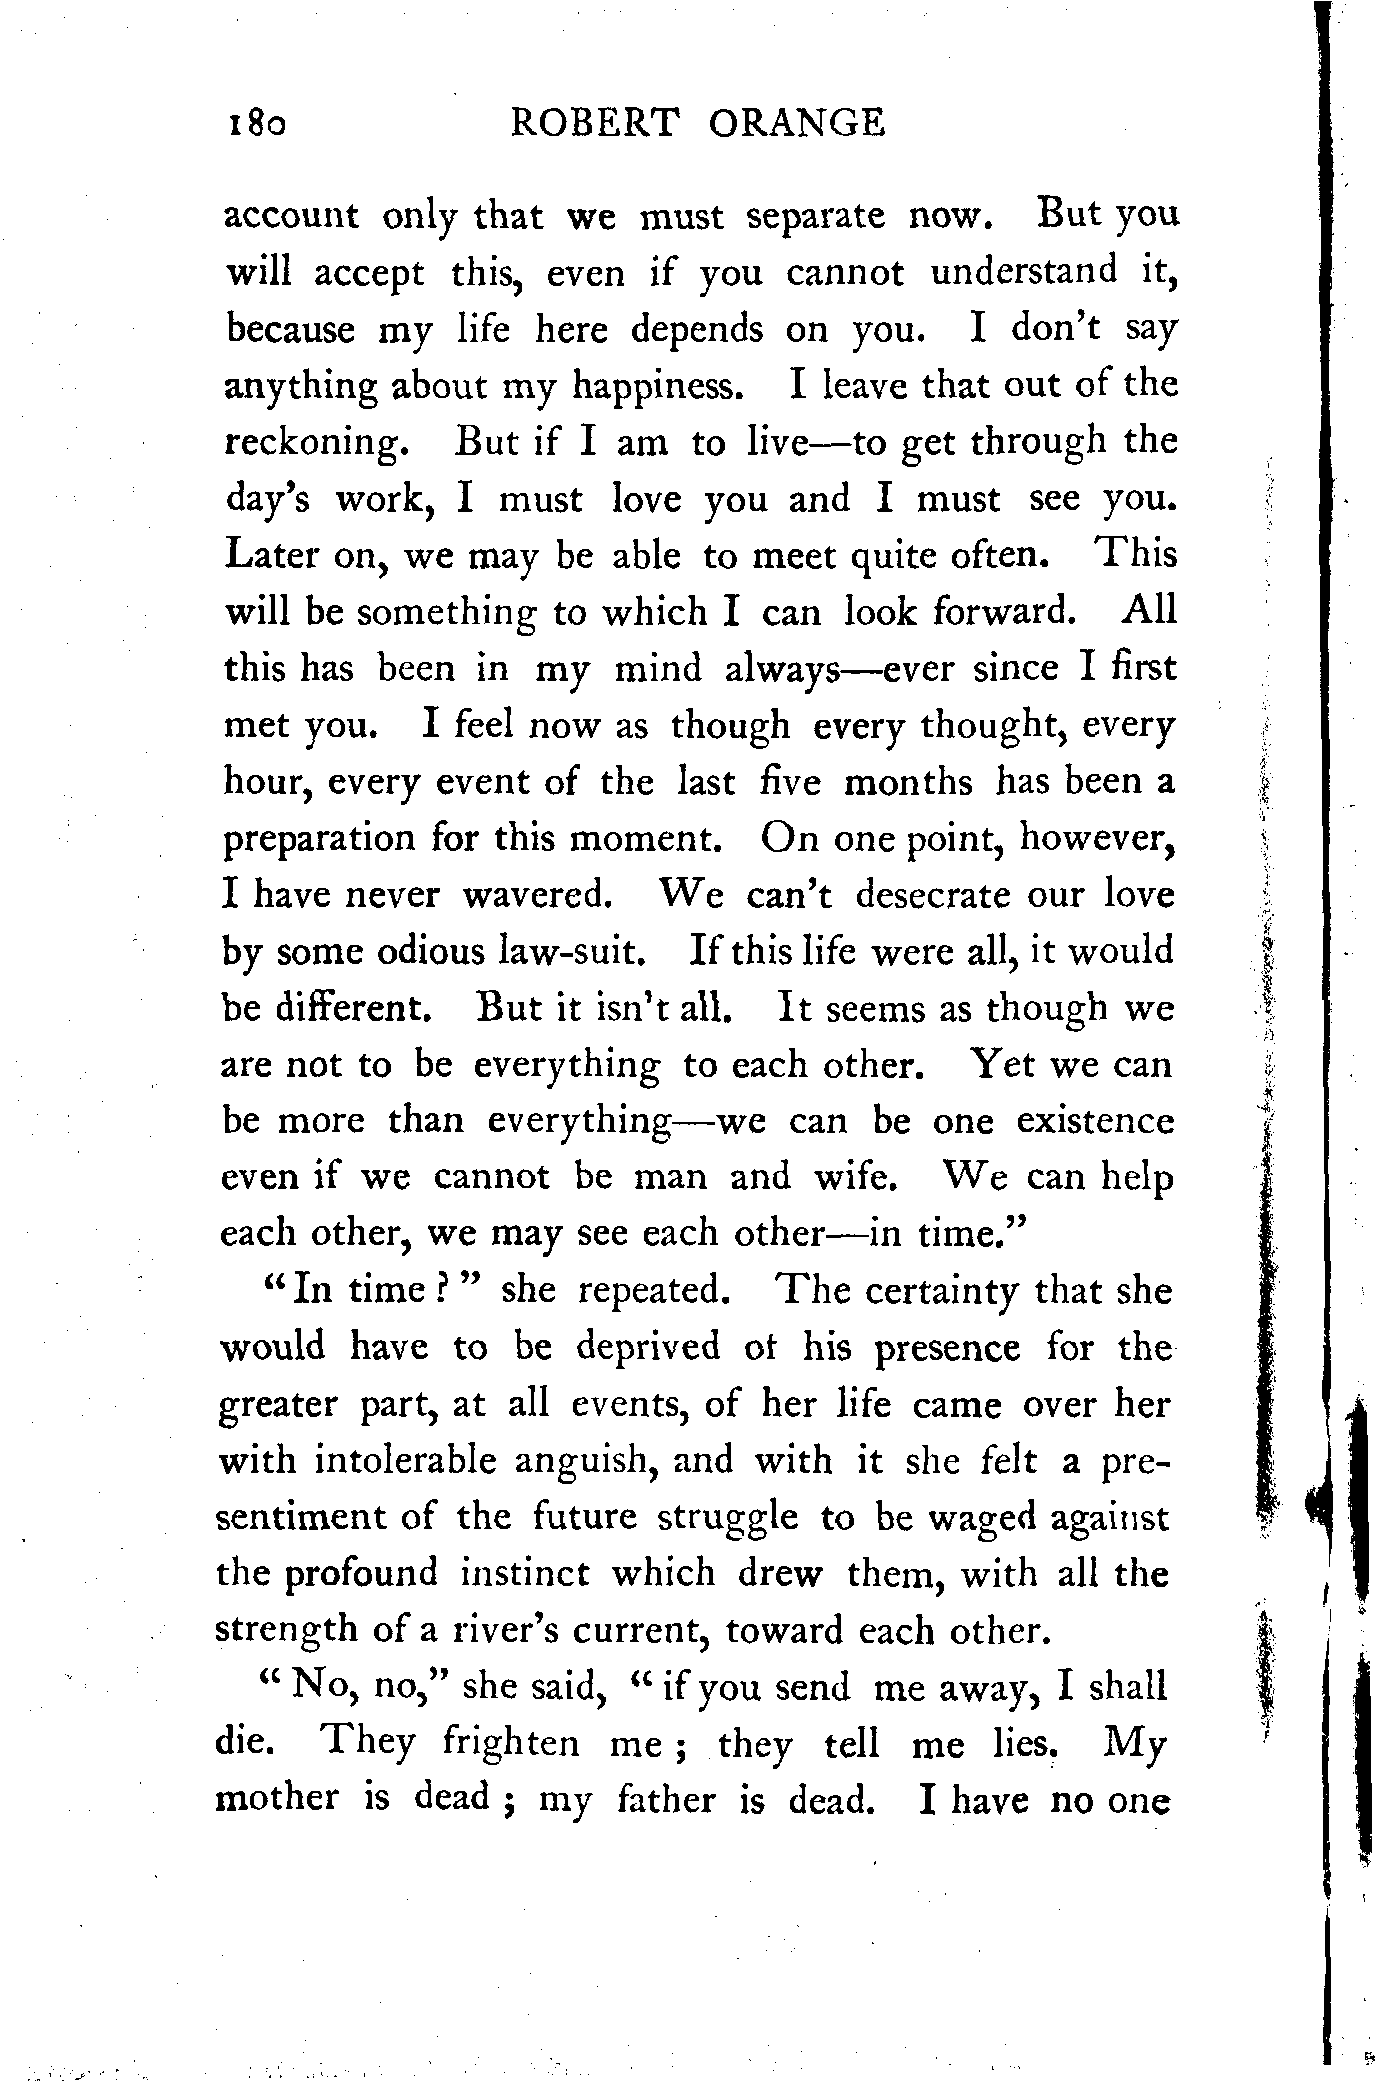 180 ROBERT ORANGE
account only that we must separate now. But you
will accept this, even if you cannot understand it,
because my life here depends on you. I don't say
anything about my happiness. I leave that out of the
reckoning. But if I am to live—to get through the
day's work, I must love you and I must see you.
Later on, we may be able to meet quite often. This
will be something to which I can look forward. All
this has been in my mind always—ever since I first
met you. I feel now as though every thought, every
hour, every event of the last five months has been a
preparation for this moment. On one point, however,
I have never wavered. We can't desecrate our love
by some odious law-suit. If this life were all, it would
be different. But it isn't all. It seems as though we
are not to be everything to each other. Yet we can
be more than everything—we can be one existence
even if we cannot be man and wife. We can help
each other, we may see each other—in time."
"In time?" she repeated. The certainty that she
would have to be deprived of his presence for the
greater part, at all events, of her life came over her
with intolerable anguish, and with it she felt a pre-
sentiment of the future struggle to be waged against
the profound instinct which drew them, with all the
strength of a river's current, toward each other.
"No, no," she said, "if you send me away, I shall
die. They frighten me; they tell me lies. My
mother is dead; my father is dead. I have no one